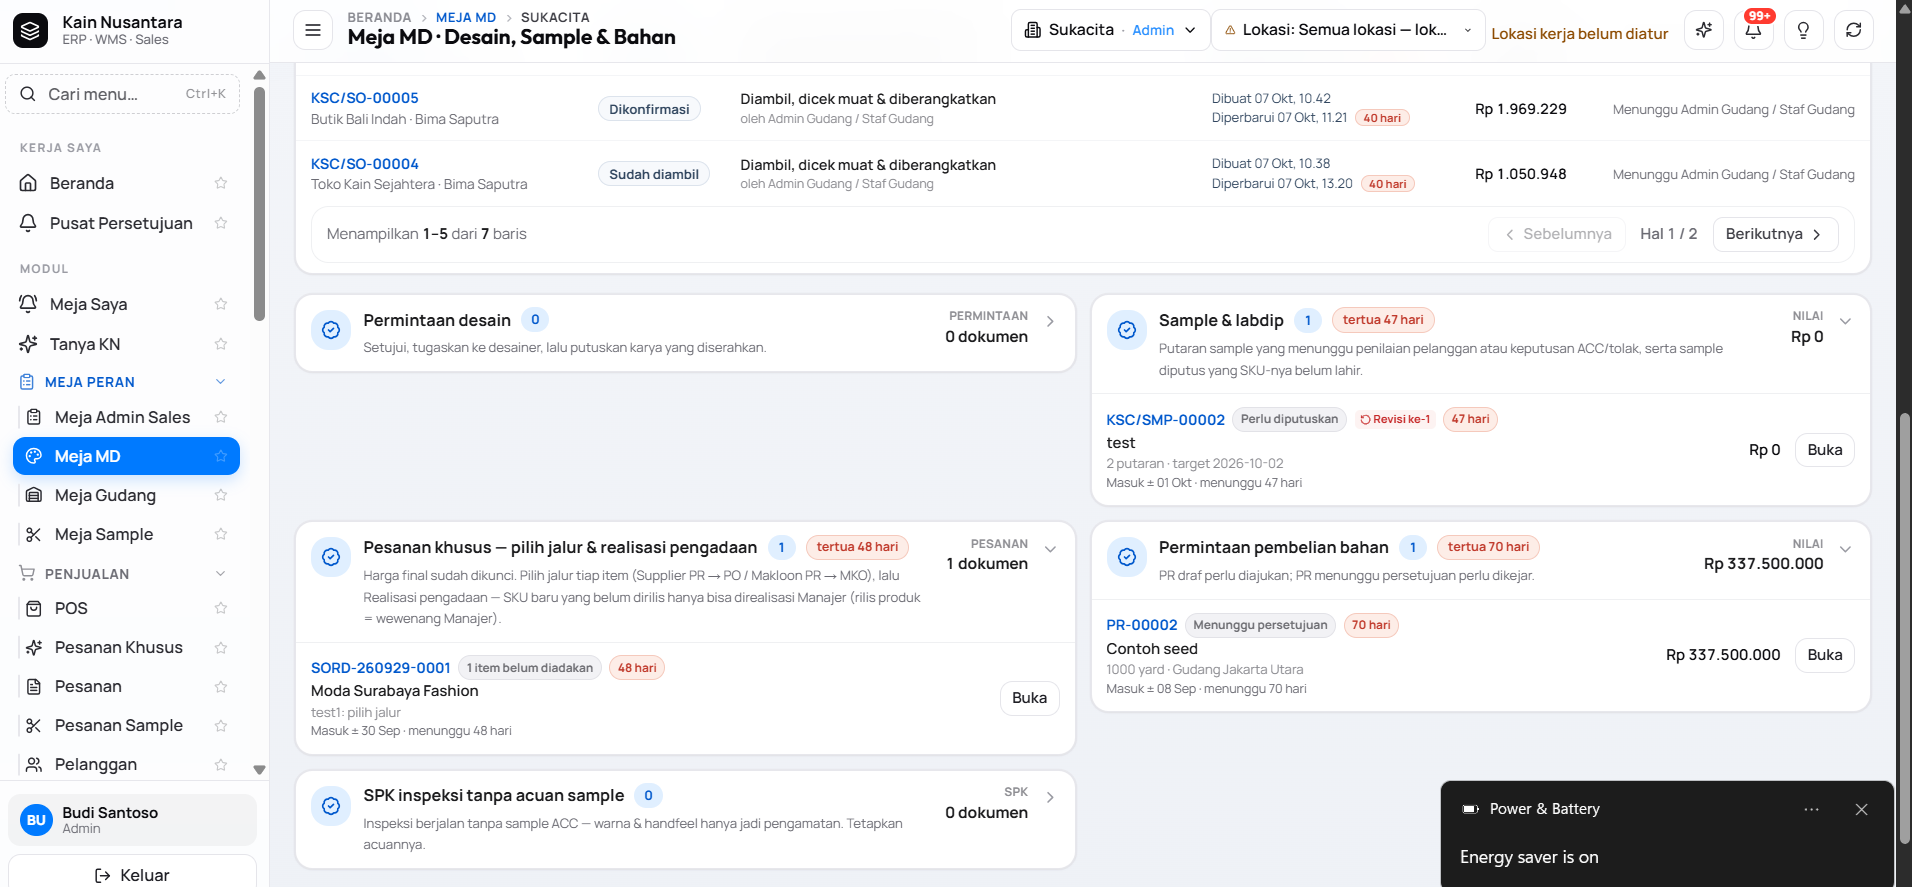 Kain Nusantara
ERP · WMS · Sales
Cari menu... Ctrl+K
KERJA SAYA
Beranda
Pusat Persetujuan
MODUL
Meja Saya
Tanya KN
MEJA PERAN
Meja Admin Sales
Meja MD
Meja Gudang
Meja Sample
PENJUALAN
POS
Pesanan Khusus
Pesanan
Pesanan Sample
Pelanggan
BU Budi Santoso
Admin
Keluar
BERANDA > MEJA MD > SUKACITA
Meja MD · Desain, Sample & Bahan
Sukacita · Admin
Lokasi: Semua lokasi — lok...
Lokasi kerja belum diatur
99+
KSC/SO-00005
Butik Bali Indah · Bima Saputra
Dikonfirmasi
Diambil, dicek muat & diberangkatkan
oleh Admin Gudang / Staf Gudang
Dibuat 07 Okt, 10.42
Diperbarui 07 Okt, 11.21 40 hari
Rp 1.969.229
Menunggu Admin Gudang / Staf Gudang
KSC/SO-00004
Toko Kain Sejahtera · Bima Saputra
Sudah diambil
Diambil, dicek muat & diberangkatkan
oleh Admin Gudang / Staf Gudang
Dibuat 07 Okt, 10.38
Diperbarui 07 Okt, 13.20 40 hari
Rp 1.050.948
Menunggu Admin Gudang / Staf Gudang
Menampilkan 1–5 dari 7 baris
Sebelumnya Hal 1 / 2 Berikutnya
Permintaan desain 0
Setujui, tugaskan ke desainer, lalu putuskan karya yang diserahkan.
PERMINTAAN
0 dokumen
Sample & labdip 1 tertua 47 hari
Putaran sample yang menunggu penilaian pelanggan atau keputusan ACC/tolak, serta sample
diputus yang SKU-nya belum lahir.
NILAI
Rp 0
KSC/SMP-00002 Perlu diputuskan Revisi ke-1 47 hari
test
2 putaran · target 2026-10-02
Masuk ± 01 Okt · menunggu 47 hari
Rp 0 Buka
Pesanan khusus — pilih jalur & realisasi pengadaan 1 tertua 48 hari
Harga final sudah dikunci. Pilih jalur tiap item (Supplier PR → PO / Makloon PR → MKO), lalu
Realisasi pengadaan — SKU baru yang belum dirilis hanya bisa direalisasi Manajer (rilis produk
= wewenang Manajer).
PESANAN
1 dokumen
SORD-260929-0001 1 item belum diadakan 48 hari
Moda Surabaya Fashion
test1: pilih jalur
Masuk ± 30 Sep · menunggu 48 hari
Buka
Permintaan pembelian bahan 1 tertua 70 hari
PR draf perlu diajukan; PR menunggu persetujuan perlu dikejar.
NILAI
Rp 337.500.000
PR-00002 Menunggu persetujuan 70 hari
Contoh seed
1000 yard · Gudang Jakarta Utara
Masuk ± 08 Sep · menunggu 70 hari
Rp 337.500.000 Buka
SPK inspeksi tanpa acuan sample 0
Inspeksi berjalan tanpa sample ACC — warna & handfeel hanya jadi pengamatan. Tetapkan
acuannya.
SPK
0 dokumen
Power & Battery
Energy saver is on